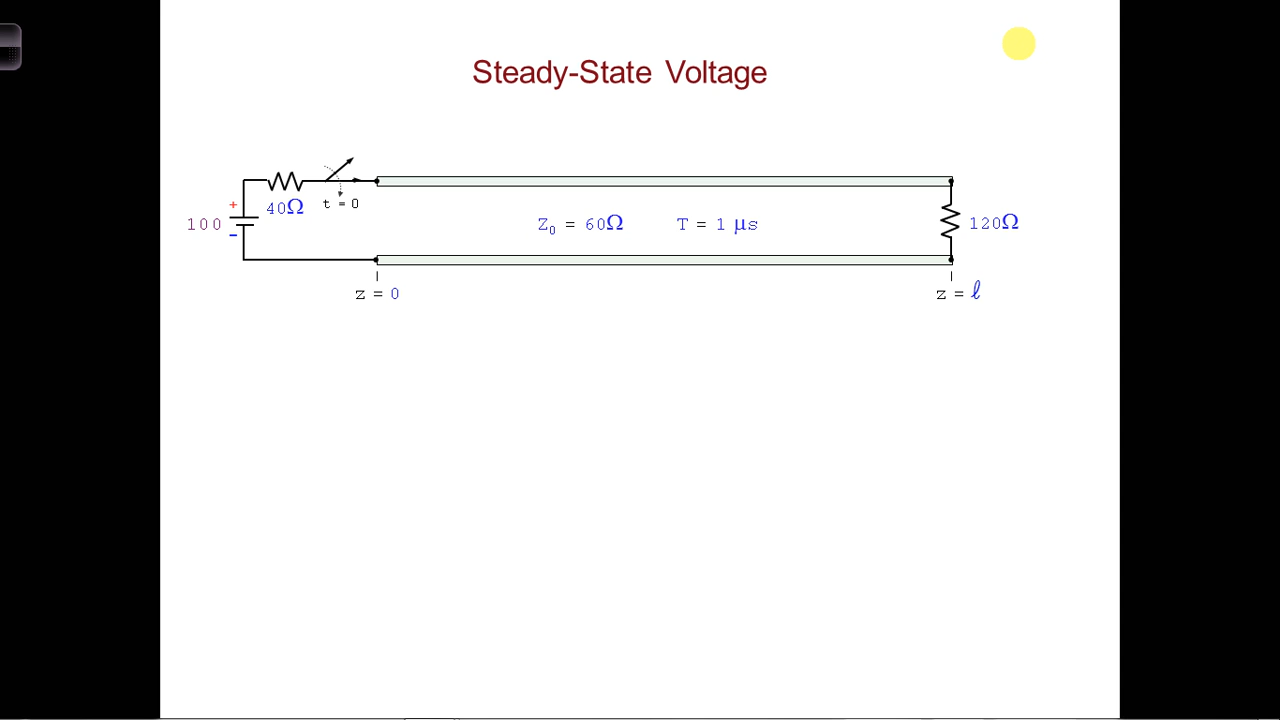 Steady-State Voltage
100
+
-
40Ω
t = 0
Z₀ = 60Ω T = 1 μs
120Ω
z = 0
z = ℓ